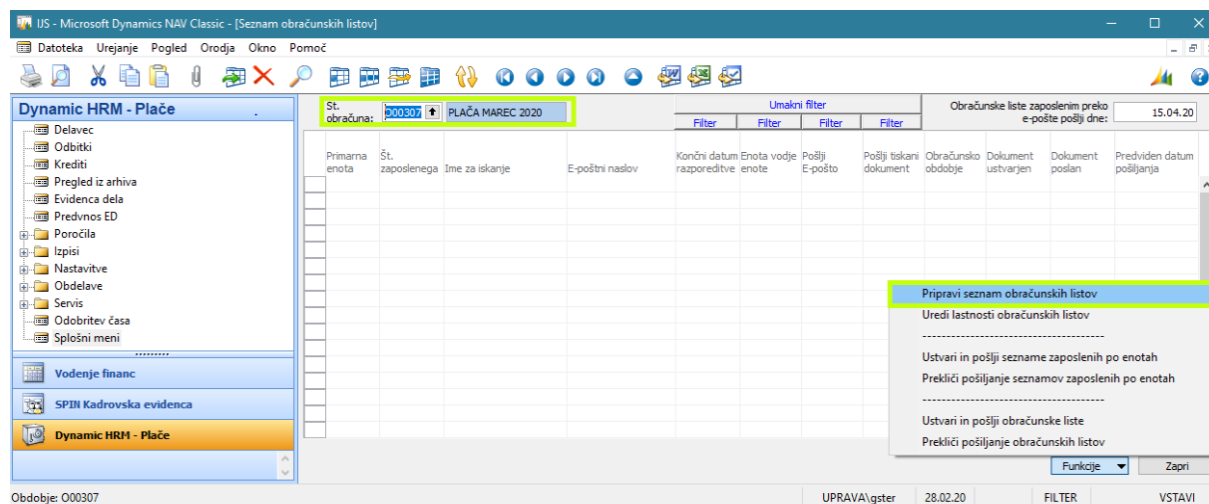 IJS - Microsoft Dynamics NAV Classic - [Seznam obračunskih listov]
Datoteka Urejanje Pogled Orodja Okno Pomoč
Dynamic HRM - Plače
Delavec
Odbitki
Krediti
Pregled iz arhiva
Evidenca dela
Predvnos ED
Poročila
Izpisi
Nastavitve
Obdelave
Servis
Odobritev časa
Splošni meni
Vodenje financ
SPIN Kadrovska evidenca
Dynamic HRM - Plače
Št. obračuna: O00307 PLAČA MAREC 2020
Umakni filter
Filter Filter Filter Filter
Obračunske liste zaposlenim preko
e-pošte pošlji dne: 15.04.20
Primarna Št. Končni datum Enota vodje Pošlji Pošlji tiskani Obračunsko Dokument Dokument Predviden datum
enota zaposlenega Ime za iskanje E-poštni naslov razporeditve enote E-pošto dokument obdobje ustvarjen poslan pošiljanja
Pripravi seznam obračunskih listov
Uredi lastnosti obračunskih listov
--------------------------------------
Ustvari in pošlji sezname zaposlenih po enotah
Prekliči pošiljanje seznamov zaposlenih po enotah
--------------------------------------
Ustvari in pošlji obračunske liste
Prekliči pošiljanje obračunskih listov
Funkcije Zapri
Obdobje: O00307 UPRAVA\gster 28.02.20 FILTER VSTAVI